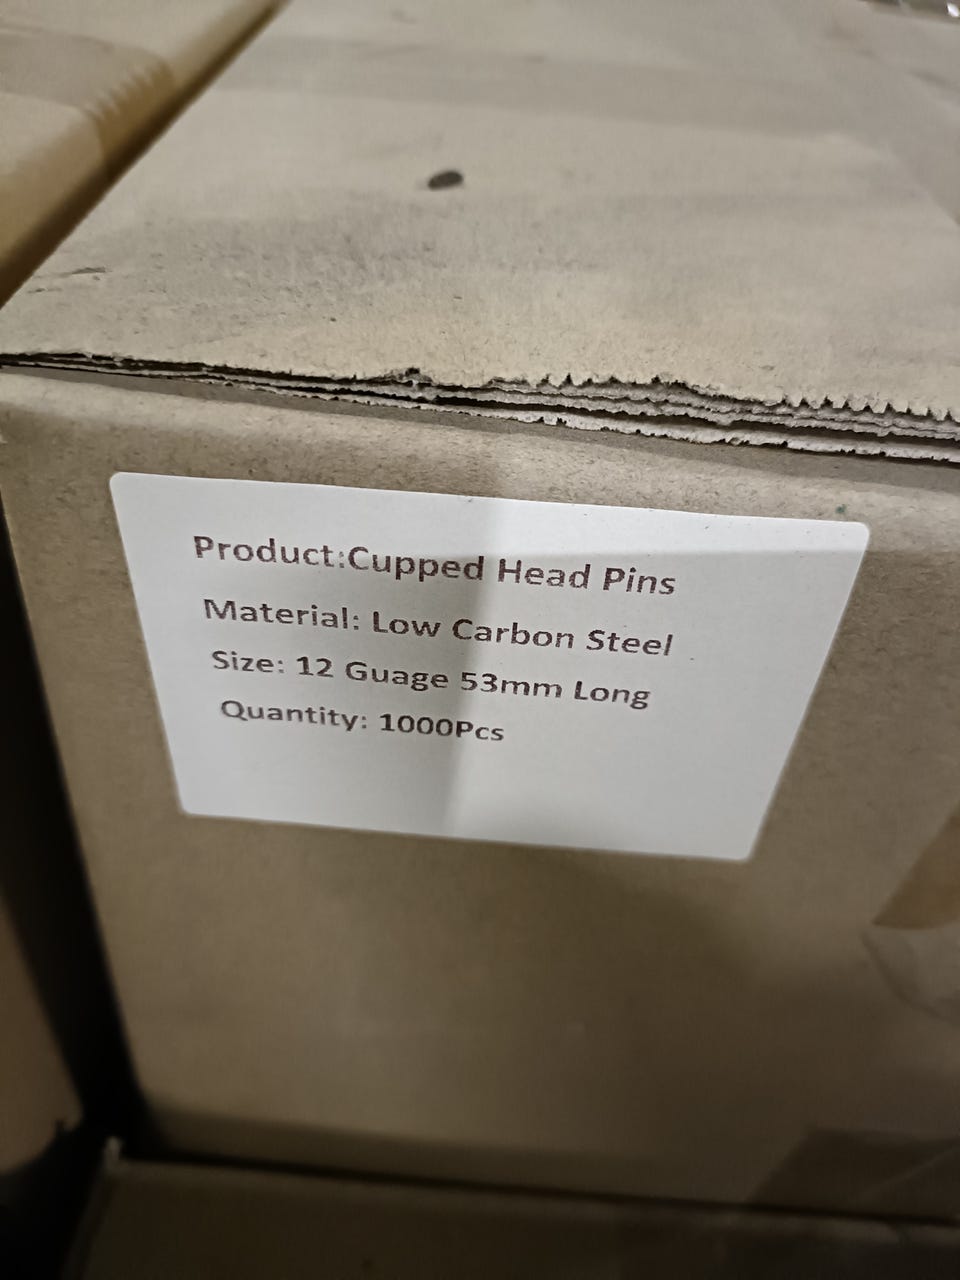 Product:Cupped Head Pins
Material: Low Carbon Steel
Size: 12 Guage 53mm Long
Quantity: 1000Pcs